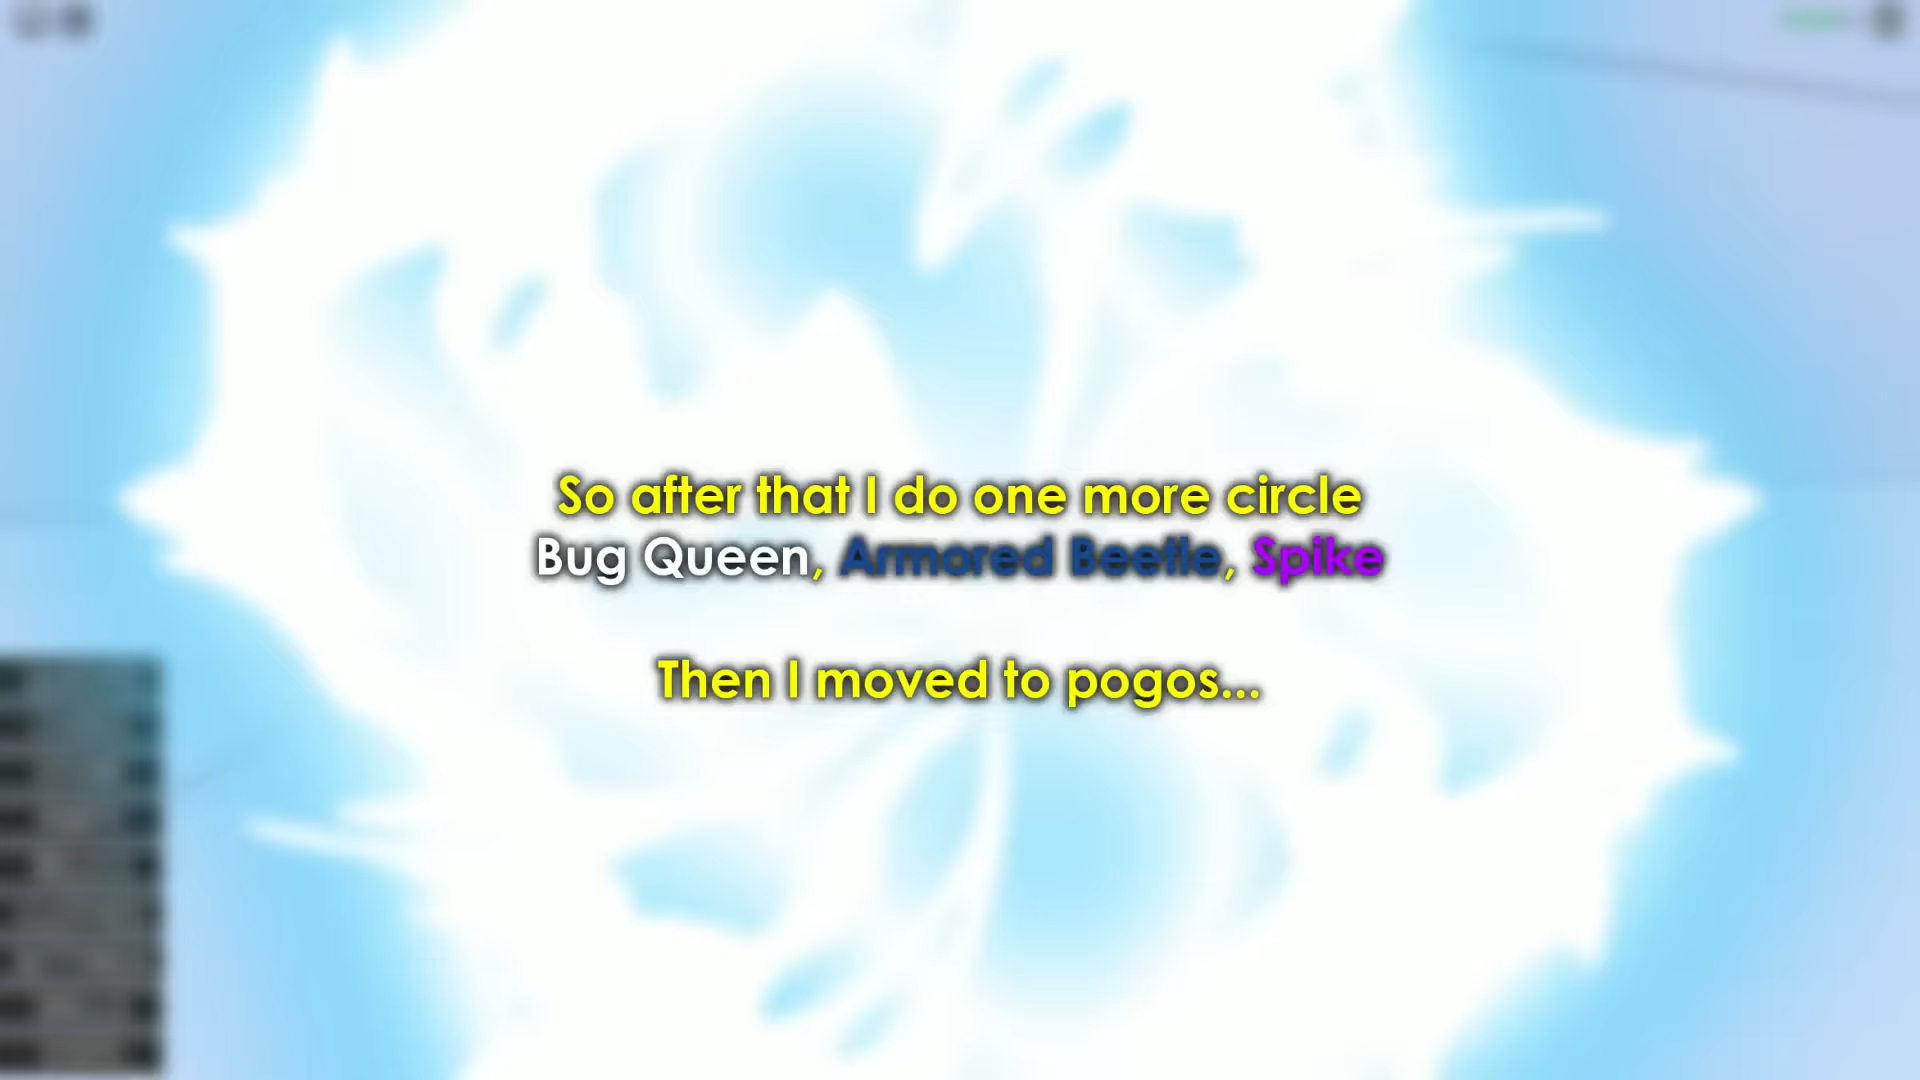 So after that I do one more circle
Bug Queen, Armored Beetle, Spike
Then I moved to pogos...